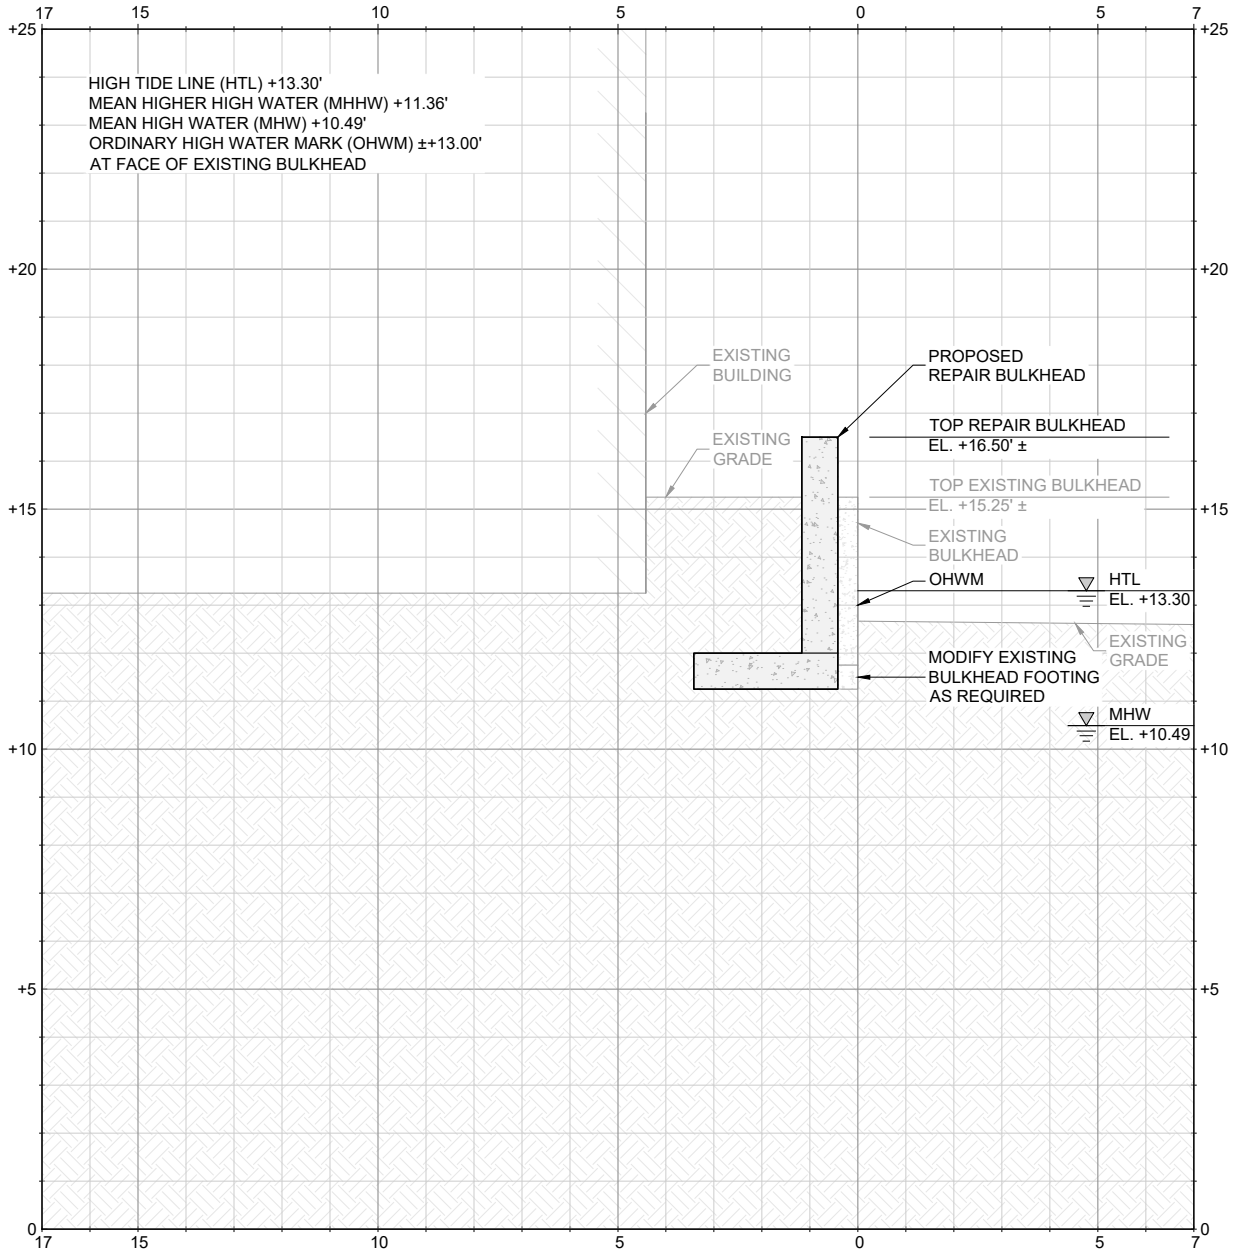 17 15 10 5 0 5 7
+25 +25
HIGH TIDE LINE (HTL) +13.30'
MEAN HIGHER HIGH WATER (MHHW) +11.36'
MEAN HIGH WATER (MHW) +10.49'
ORDINARY HIGH WATER MARK (OHWM) ±+13.00'
AT FACE OF EXISTING BULKHEAD
+20 +20
EXISTING
BUILDING
PROPOSED
REPAIR BULKHEAD
EXISTING
GRADE
TOP REPAIR BULKHEAD
EL. +16.50' ±
TOP EXISTING BULKHEAD
EL. +15.25' ±
+15 +15
EXISTING
BULKHEAD
OHWM
HTL
EL. +13.30
EXISTING
GRADE
MODIFY EXISTING
BULKHEAD FOOTING
AS REQUIRED
MHW
EL. +10.49
+10 +10
+5 +5
0 0
17 15 10 5 0 5 7